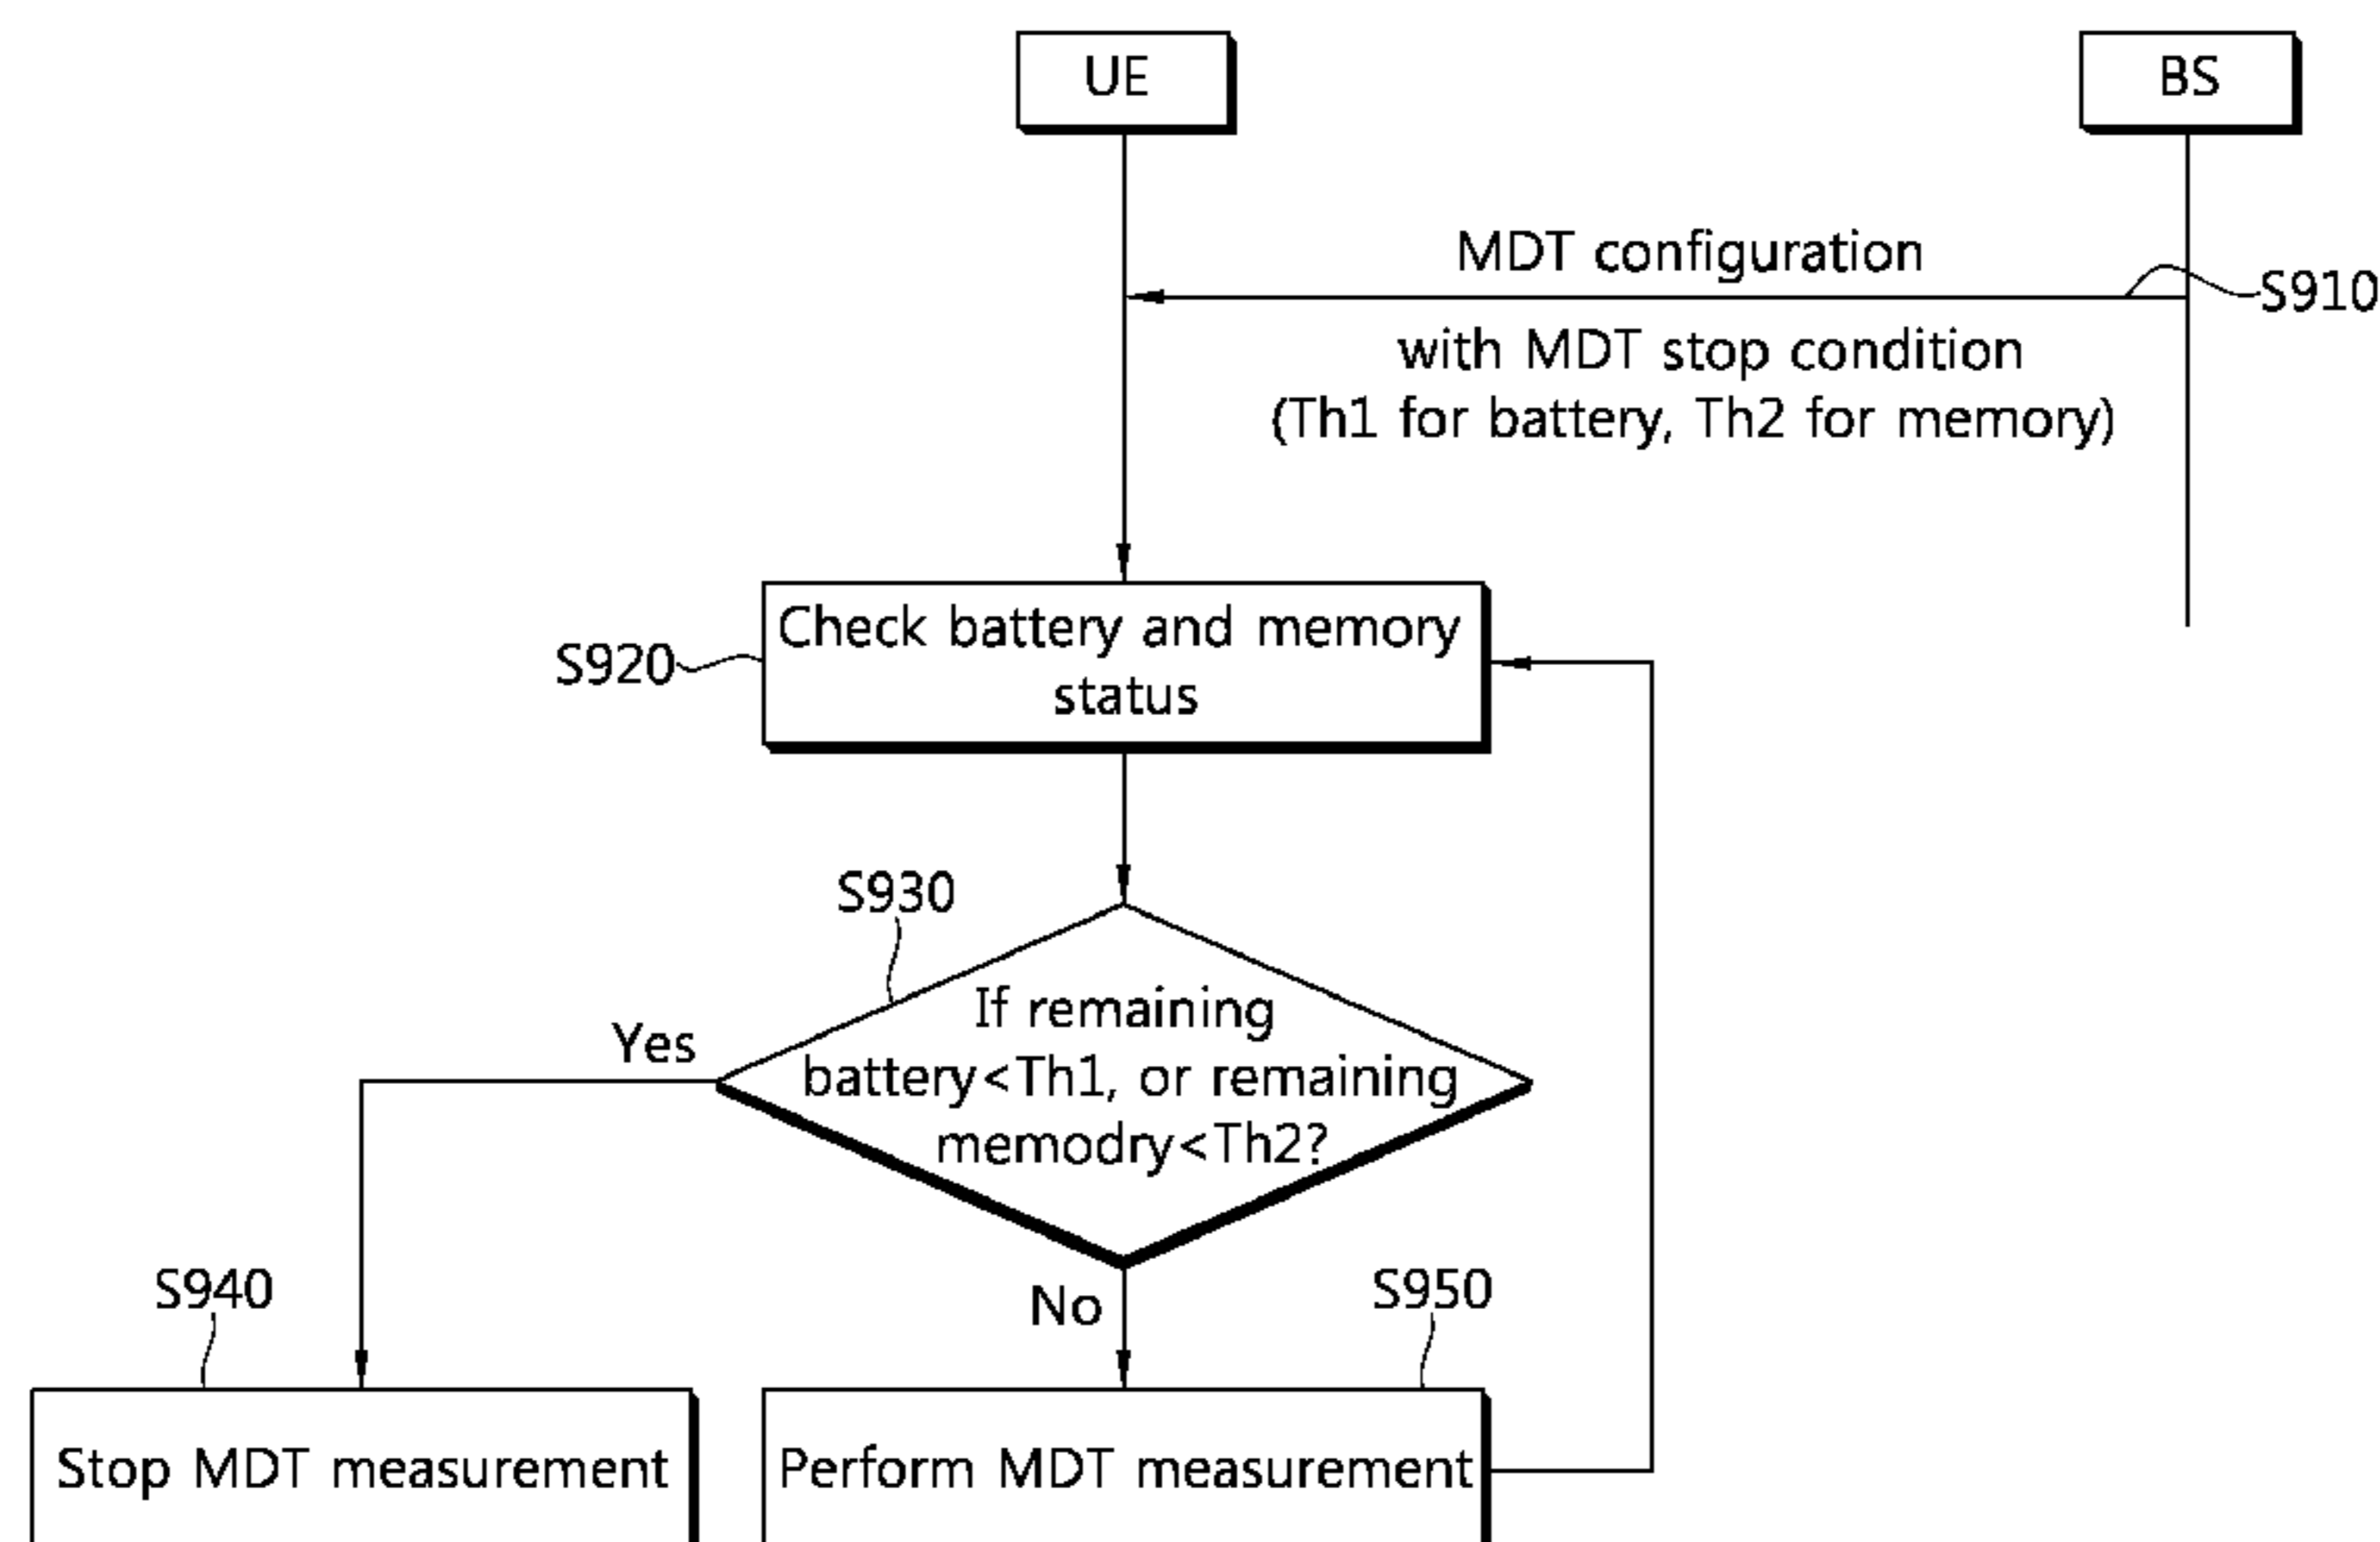 UE
BS
MDT configuration
S910
with MDT stop condition
(Th1 for battery, Th2 for memory)
Check battery and memory
status
S920
S930
If remaining
battery<Th1, or remaining
memodry<Th2?
Yes
No
S940
S950
Stop MDT measurement
Perform MDT measurement